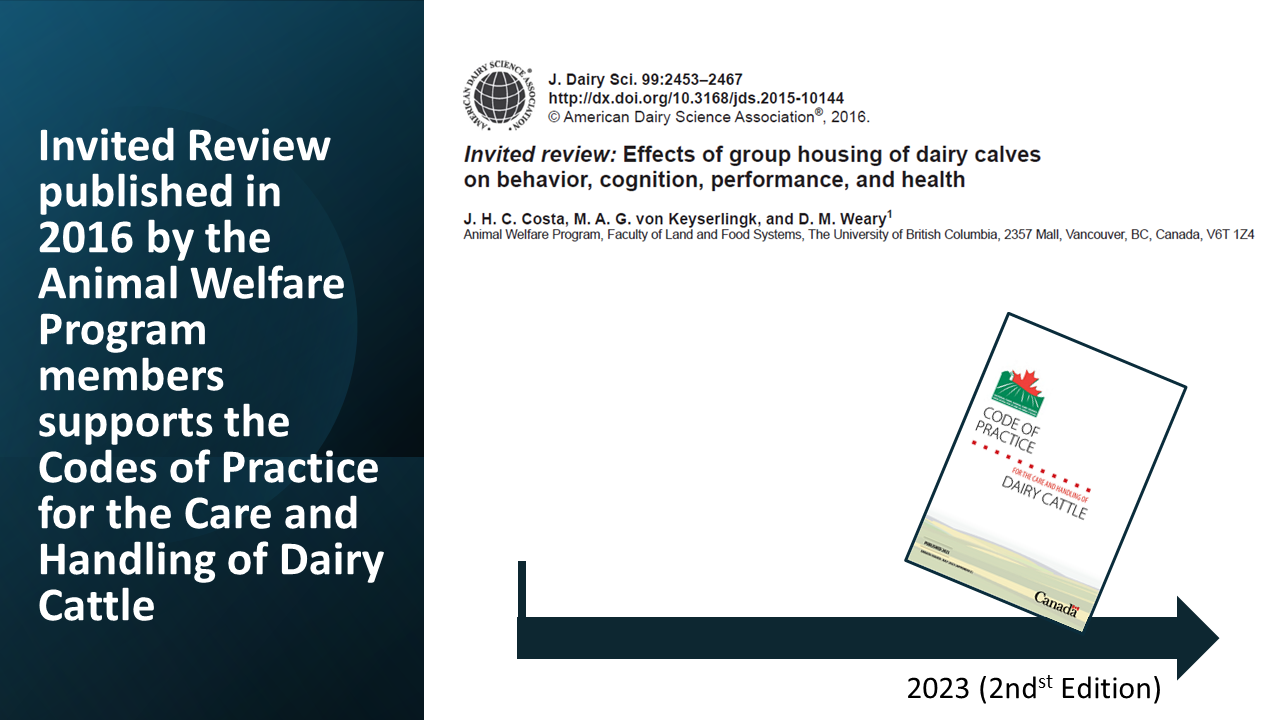 Invited Review
published in
2016 by the
Animal Welfare
Program
members
supports the
Codes of Practice
for the Care and
Handling of Dairy
Cattle
AMERICAN DAIRY SCIENCE ASSOCIATION®
J. Dairy Sci. 99:2453–2467
http://dx.doi.org/10.3168/jds.2015-10144
© American Dairy Science Association®, 2016.
Invited review: Effects of group housing of dairy calves
on behavior, cognition, performance, and health
J. H. C. Costa, M. A. G. von Keyserlingk, and D. M. Weary1
Animal Welfare Program, Faculty of Land and Food Systems, The University of British Columbia, 2357 Mall, Vancouver, BC, Canada, V6T 1Z4
CODE OF
PRACTICE
FOR THE CARE AND HANDLING OF
DAIRY CATTLE
Canada
2023 (2ndst Edition)